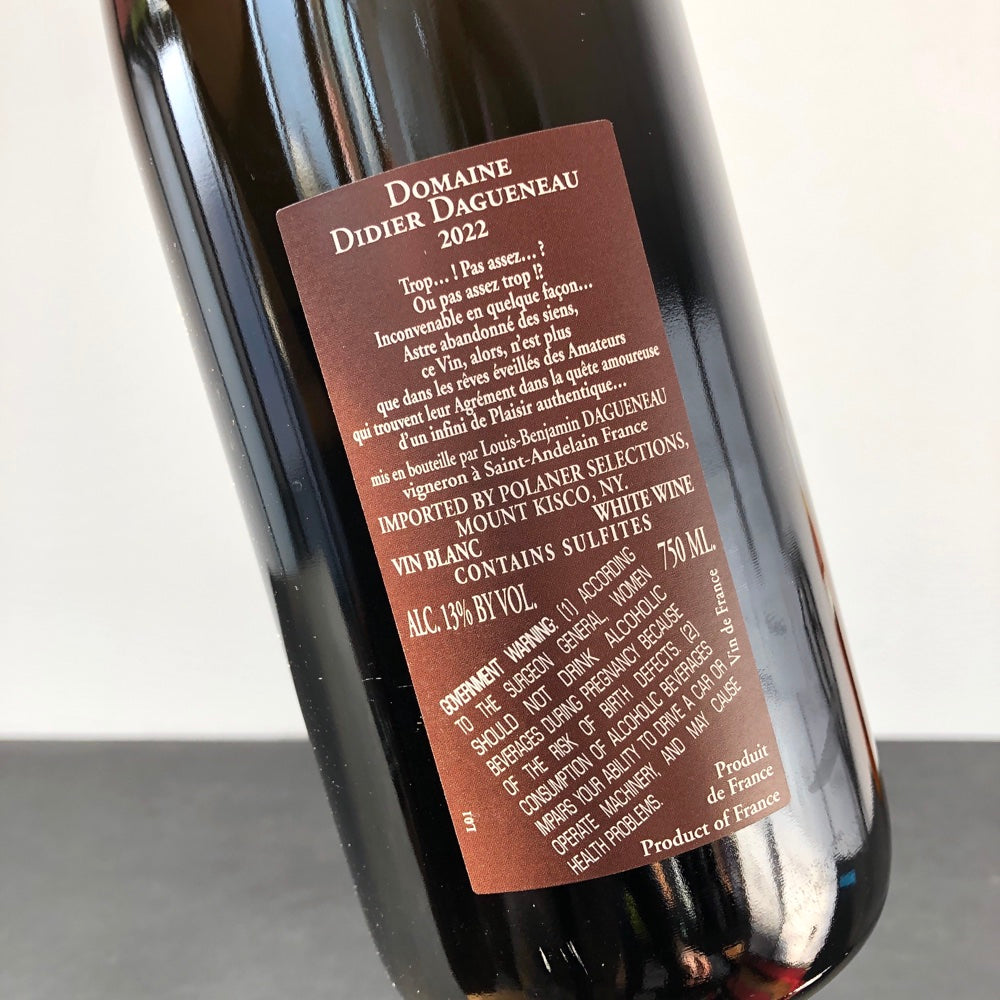 DOMAINE
DIDIER DAGUENEAU
2022
Trop... ! Pas assez... ?
Ou pas assez trop !?
Inconvenable en quelque façon...
Astre abandonné des siens,
ce Vin, alors, n'est plus
que dans les rêves éveillés des Amateurs
qui trouvent leur Agrément dans la quête amoureuse
d'un infini de Plaisir authentique...
mis en bouteille par Louis-Benjamin DAGUENEAU
vigneron à Saint-Andelain France
IMPORTED BY POLANER SELECTIONS,
MOUNT KISCO, NY.
VIN BLANC WHITE WINE
CONTAINS SULFITES
ALC. 13% BY VOL. 750 ML.
GOVERNMENT WARNING: (1) ACCORDING
TO THE SURGEON GENERAL, WOMEN
SHOULD NOT DRINK ALCOHOLIC
BEVERAGES DURING PREGNANCY BECAUSE
OF THE RISK OF BIRTH DEFECTS. (2)
CONSUMPTION OF ALCOHOLIC BEVERAGES
IMPAIRS YOUR ABILITY TO DRIVE A CAR OR
OPERATE MACHINERY, AND MAY CAUSE
HEALTH PROBLEMS.
Vin de France
LQ1
Produit
de France
Product of France